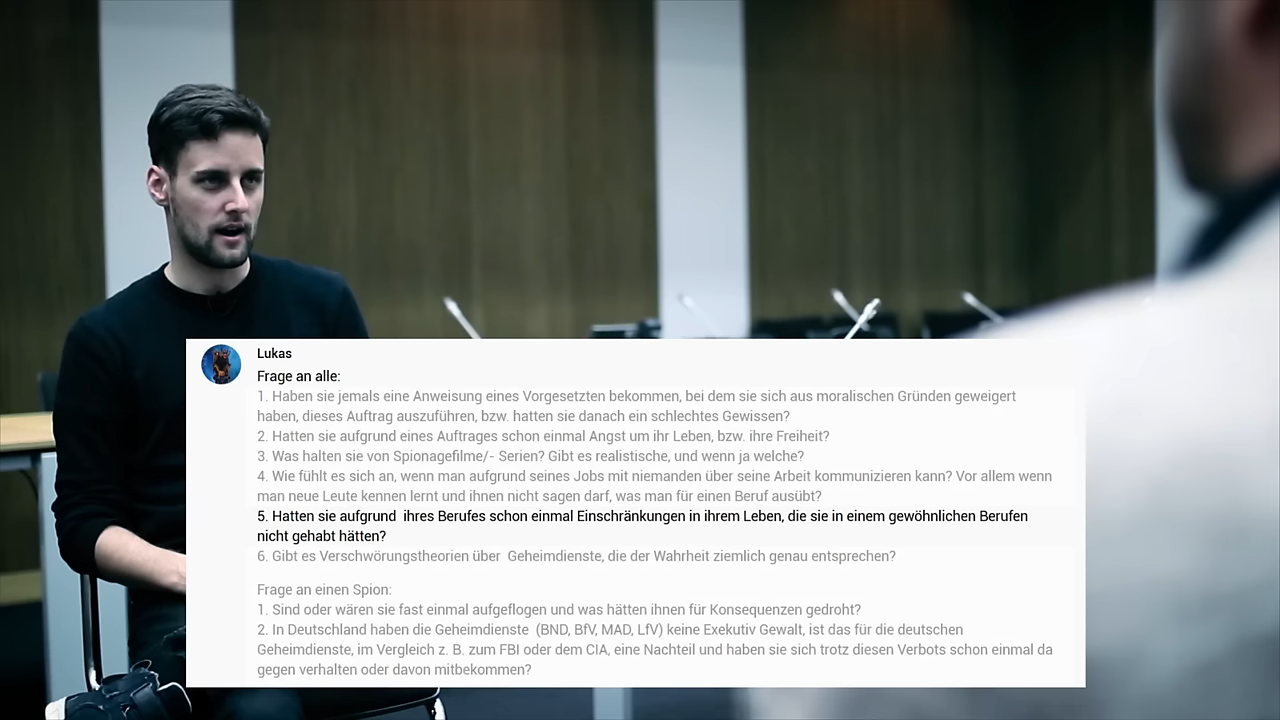 Lukas
Frage an alle:
1. Haben sie jemals eine Anweisung eines Vorgesetzten bekommen, bei dem sie sich aus moralischen Gründen geweigert
haben, dieses Auftrag auszuführen, bzw. hatten sie danach ein schlechtes Gewissen?
2. Hatten sie aufgrund eines Auftrages schon einmal Angst um ihr Leben, bzw. ihre Freiheit?
3. Was halten sie von Spionagefilme/- Serien? Gibt es realistische, und wenn ja welche?
4. Wie fühlt es sich an, wenn man aufgrund seines Jobs mit niemanden über seine Arbeit kommunizieren kann? Vor allem wenn
man neue Leute kennen lernt und ihnen nicht sagen darf, was man für einen Beruf ausübt?
5. Hatten sie aufgrund  ihres Berufes schon einmal Einschränkungen in ihrem Leben, die sie in einem gewöhnlichen Berufen
nicht gehabt hätten?
6. Gibt es Verschwörungstheorien über  Geheimdienste, die der Wahrheit ziemlich genau entsprechen?
Frage an einen Spion:
1. Sind oder wären sie fast einmal aufgeflogen und was hätten ihnen für Konsequenzen gedroht?
2. In Deutschland haben die Geheimdienste  (BND, BfV, MAD, LfV) keine Exekutiv Gewalt, ist das für die deutschen
Geheimdienste, im Vergleich z. B. zum FBI oder dem CIA, eine Nachteil und haben sie sich trotz diesen Verbots schon einmal da
gegen verhalten oder davon mitbekommen?